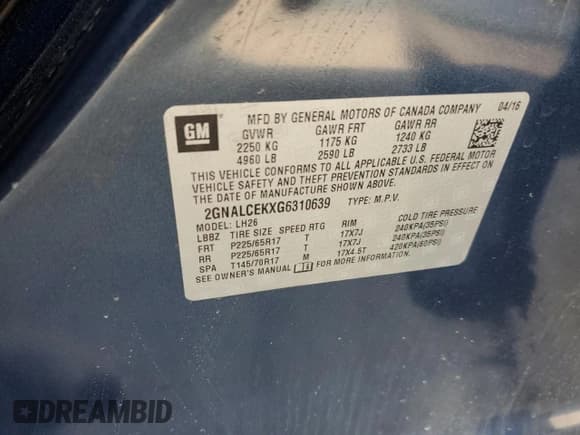 GM
MFD BY GENERAL MOTORS OF CANADA COMPANY 04/16
GVWR GAWR FRT GAWR RR
2250 KG 1175 KG 1240 KG
4960 LB 2590 LB 2733 LB
THIS VEHICLE CONFORMS TO ALL APPLICABLE U.S. FEDERAL MOTOR
VEHICLE SAFETY AND THEFT PREVENTION STANDARDS IN EFFECT ON
THE DATE OF MANUFACTURE SHOWN ABOVE.
2GNALCEKXG6310639 TYPE: M.P.V.
MODEL: LH26
LBBZ TIRE SIZE SPEED RTG RIM COLD TIRE PRESSURE
FRT P225/65R17 T 17X7J 240KPA(35PSI)
RR P225/65R17 T 17X7J 240KPA(35PSI)
SPA T145/70R17 M 17X4.5T 420KPA(60PSI)
SEE OWNER'S MANUAL
DREAMBID